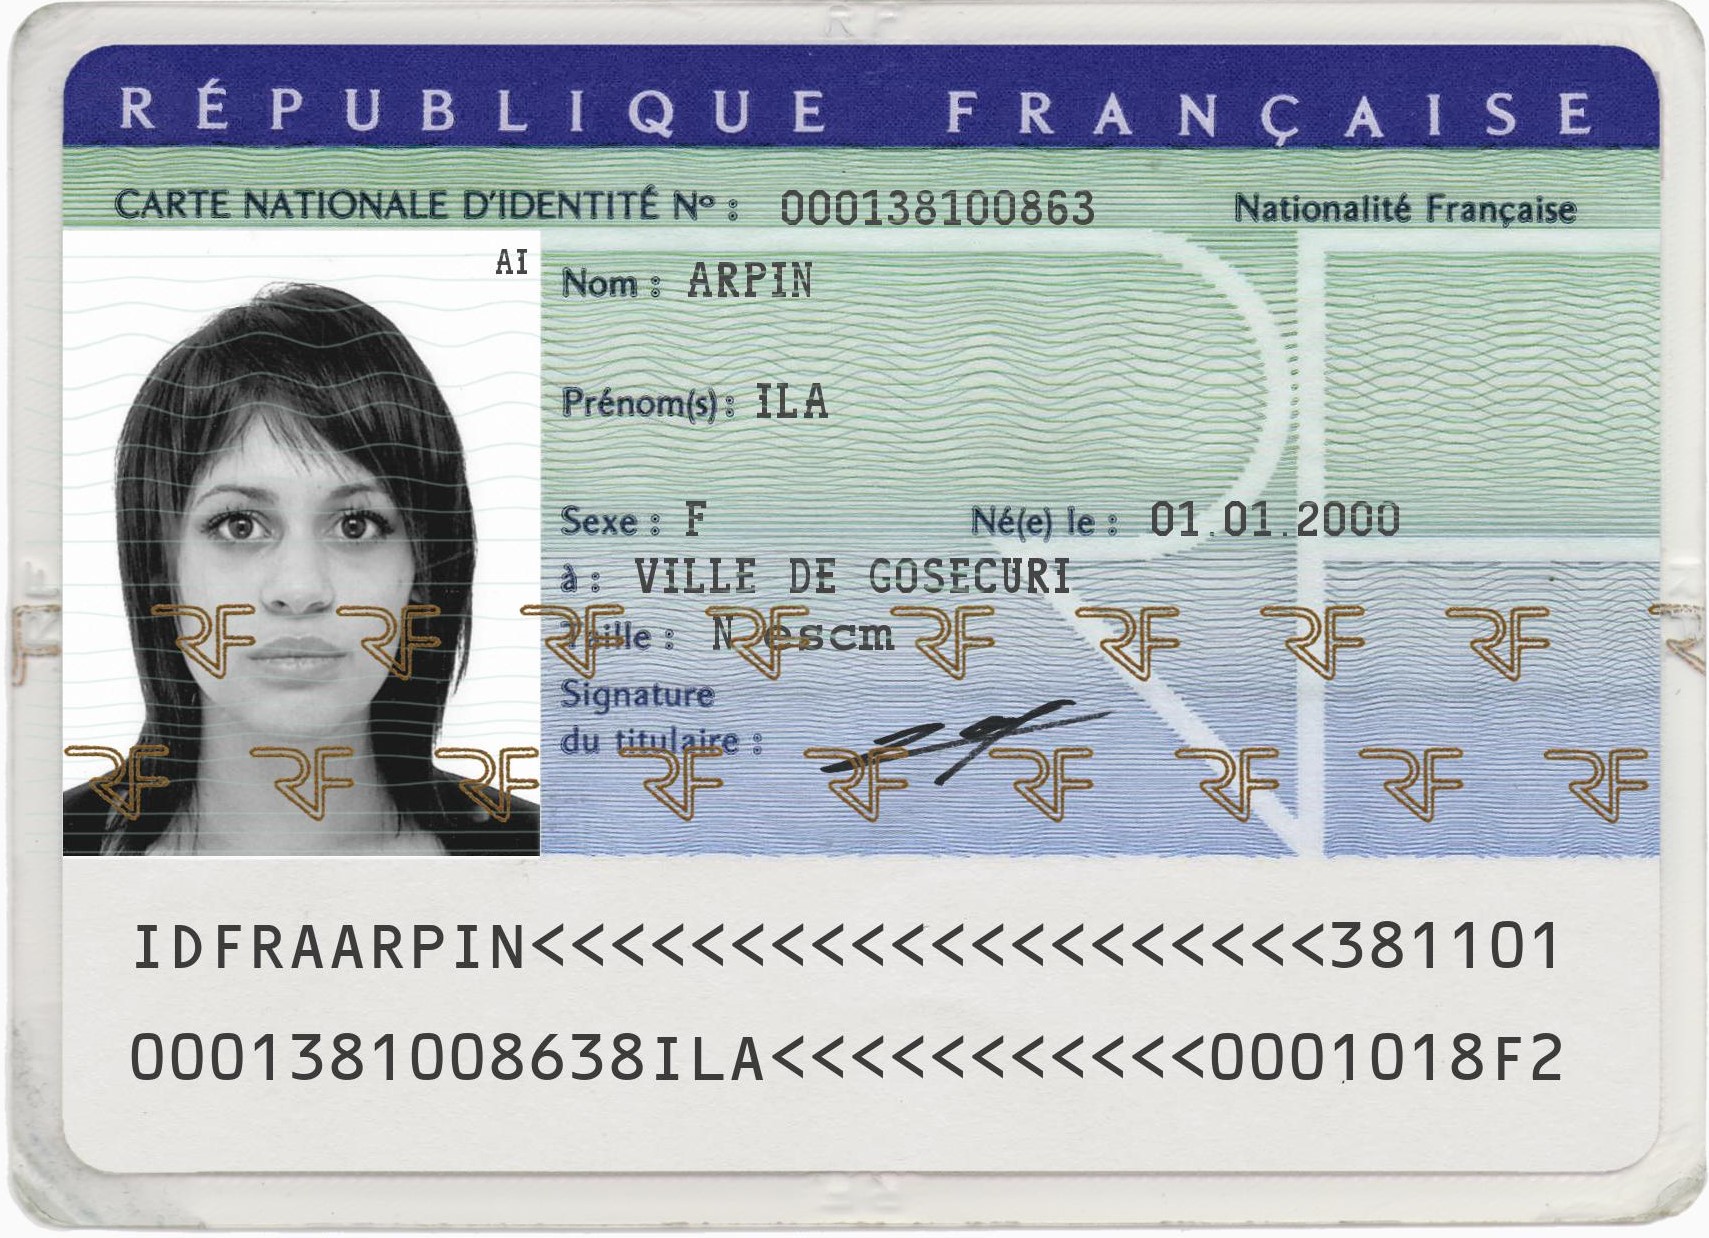 RÉPUBLIQUE FRANÇAISE
CARTE NATIONALE D'IDENTITÉ Nº : 000138100863 Nationalité Française
AI
Nom : ARPIN
Prénom(s) : ILA
Sexe : F Né(e) le : 01.01.2000
à : VILLE DE GOSECURI
Taille :
Signature
du titulaire :
IDFRAARPIN<<<<<<<<<<<<<<<<<<<<381101
0001381008638ILA<<<<<<<<<<<0001018F2